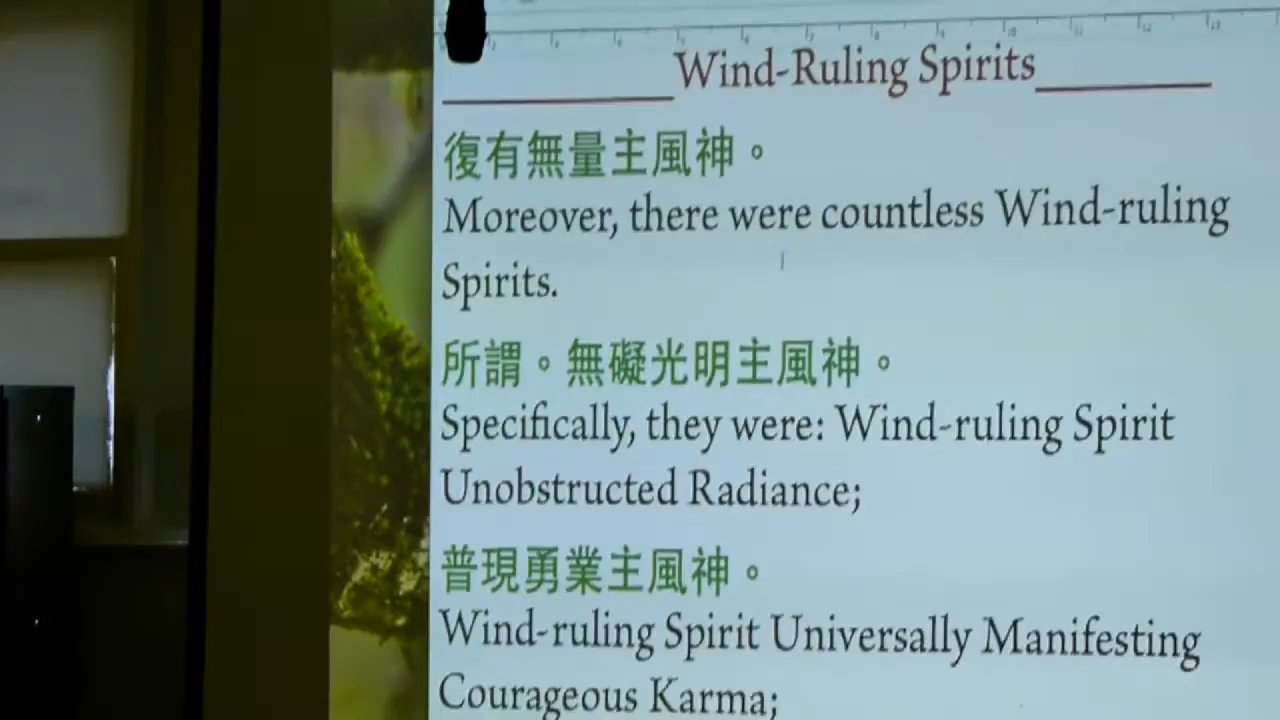 Wind-Ruling Spirits
復有無量主風神。
Moreover, there were countless Wind-ruling
Spirits.
所謂。無礙光明主風神。
Specifically, they were: Wind-ruling Spirit
Unobstructed Radiance;
普現勇業主風神。
Wind-ruling Spirit Universally Manifesting
Courageous Karma;